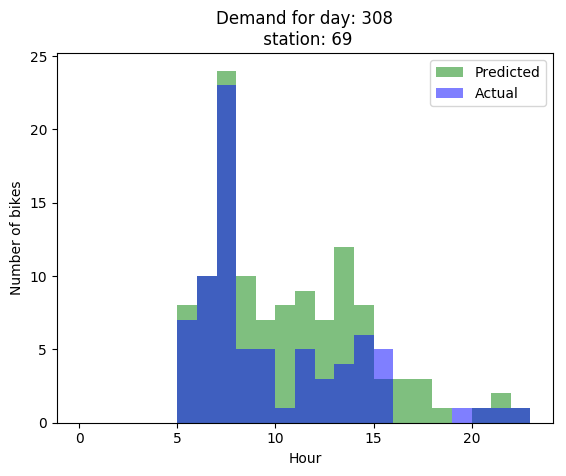 Demand for day: 308
station: 69
25
20
15
10
5
0
Number of bikes
Predicted
Actual
0 5 10 15 20
Hour